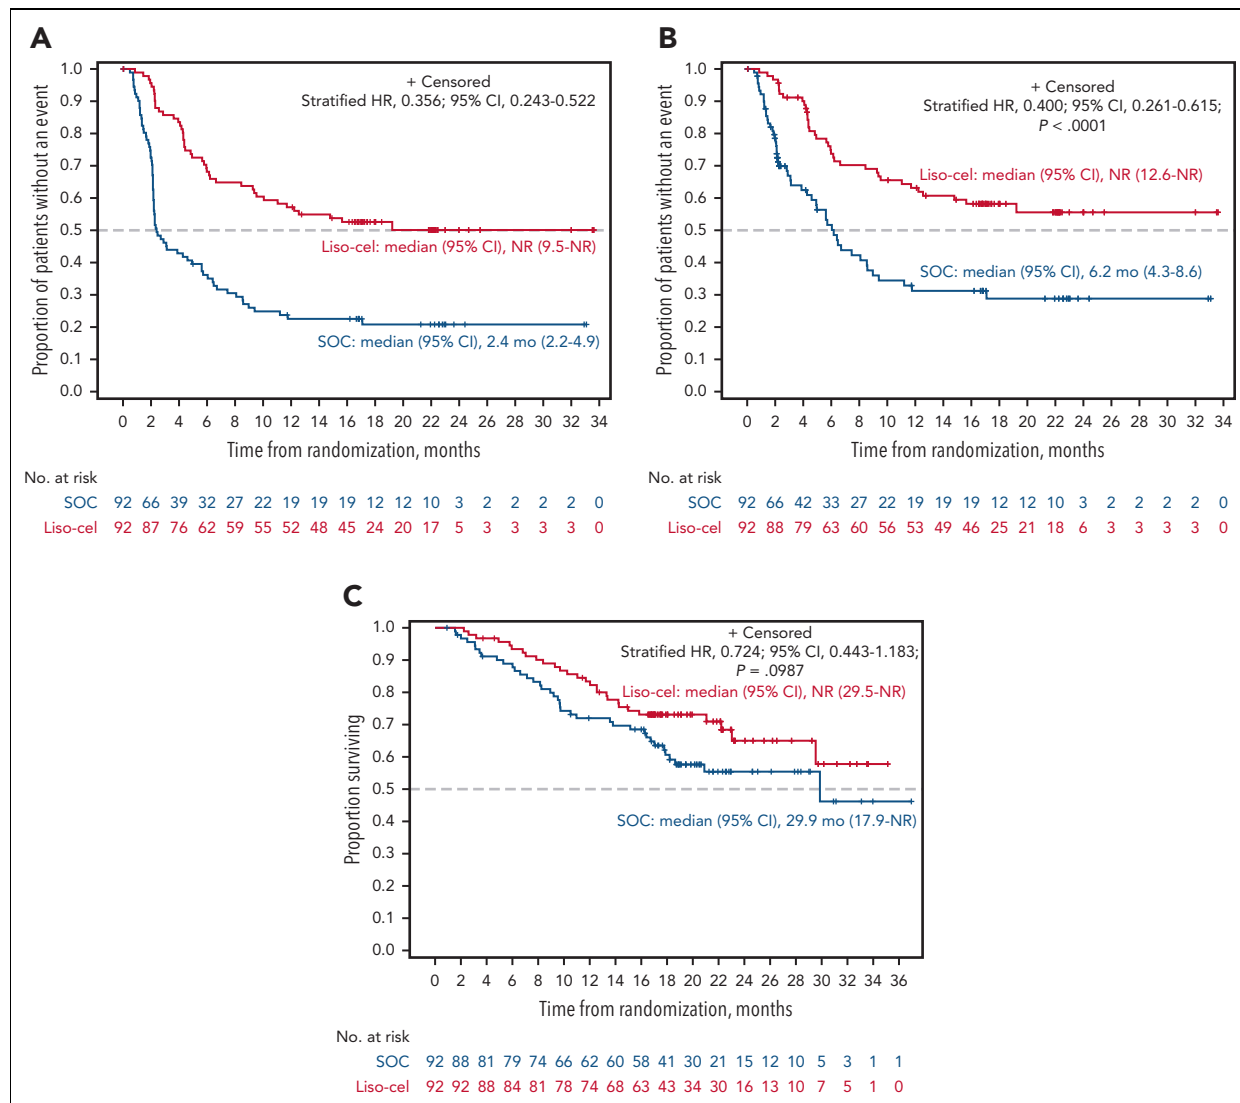 A
+ Censored
Stratified HR, 0.356; 95% CI, 0.243-0.522
Liso-cel: median (95% CI), NR (9.5-NR)
SOC: median (95% CI), 2.4 mo (2.2-4.9)
Proportion of patients without an event
1.0
0.9
0.8
0.7
0.6
0.5
0.4
0.3
0.2
0.1
0.0
0 2 4 6 8 10 12 14 16 18 20 22 24 26 28 30 32 34
Time from randomization, months
No. at risk
SOC 92 66 39 32 27 22 19 19 19 12 12 10 3 2 2 2 2 0
Liso-cel 92 87 76 62 59 55 52 48 45 24 20 17 5 3 3 3 3 0
B
+ Censored
Stratified HR, 0.400; 95% CI, 0.261-0.615;
P < .0001
Liso-cel: median (95% CI), NR (12.6-NR)
SOC: median (95% CI), 6.2 mo (4.3-8.6)
Proportion of patients without an event
1.0
0.9
0.8
0.7
0.6
0.5
0.4
0.3
0.2
0.1
0.0
0 2 4 6 8 10 12 14 16 18 20 22 24 26 28 30 32 34
Time from randomization, months
No. at risk
SOC 92 66 42 33 27 22 19 19 19 12 12 10 3 2 2 2 2 0
Liso-cel 92 88 79 63 60 56 53 49 46 25 21 18 6 3 3 3 3 0
C
+ Censored
Stratified HR, 0.724; 95% CI, 0.443-1.183;
P = .0987
Liso-cel: median (95% CI), NR (29.5-NR)
SOC: median (95% CI), 29.9 mo (17.9-NR)
Proportion surviving
1.0
0.9
0.8
0.7
0.6
0.5
0.4
0.3
0.2
0.1
0.0
0 2 4 6 8 10 12 14 16 18 20 22 24 26 28 30 32 34 36
Time from randomization, months
No. at risk
SOC 92 88 81 79 74 66 62 60 58 41 30 21 15 12 10 5 3 1 1
Liso-cel 92 92 88 84 81 78 74 68 63 43 34 30 16 13 10 7 5 1 0